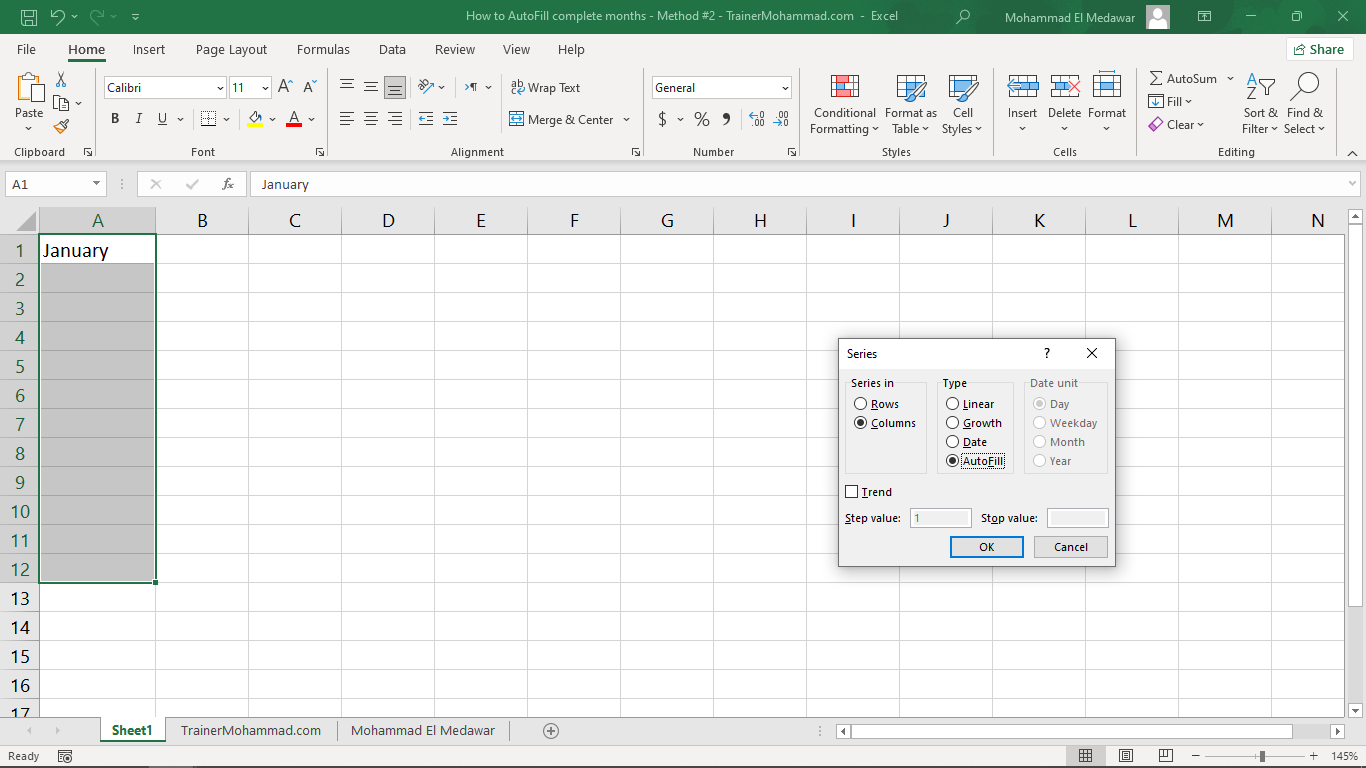 How to AutoFill complete months - Method #2 - TrainerMohammad.com - Excel
Mohammad El Medawar
File Home Insert Page Layout Formulas Data Review View Help Share
Paste
Clipboard
Calibri 11
B I U A
Font
Wrap Text
Merge & Center
Alignment
General
$ % 9
Number
Conditional Formatting
Format as Table
Cell Styles
Styles
Insert Delete Format
Cells
AutoSum
Fill
Clear
Sort & Filter
Find & Select
Editing
A1 fx January
A B C D E F G H I J K L M N
1 January
2
3
4
5
6
7
8
9
10
11
12
13
14
15
16
17
Series ?
Series in
Rows
Columns
Type
Linear
Growth
Date
AutoFill
Date unit
Day
Weekday
Month
Year
Trend
Step value: 1 Stop value:
OK Cancel
Sheet1 TrainerMohammad.com Mohammad El Medawar
Ready 145%